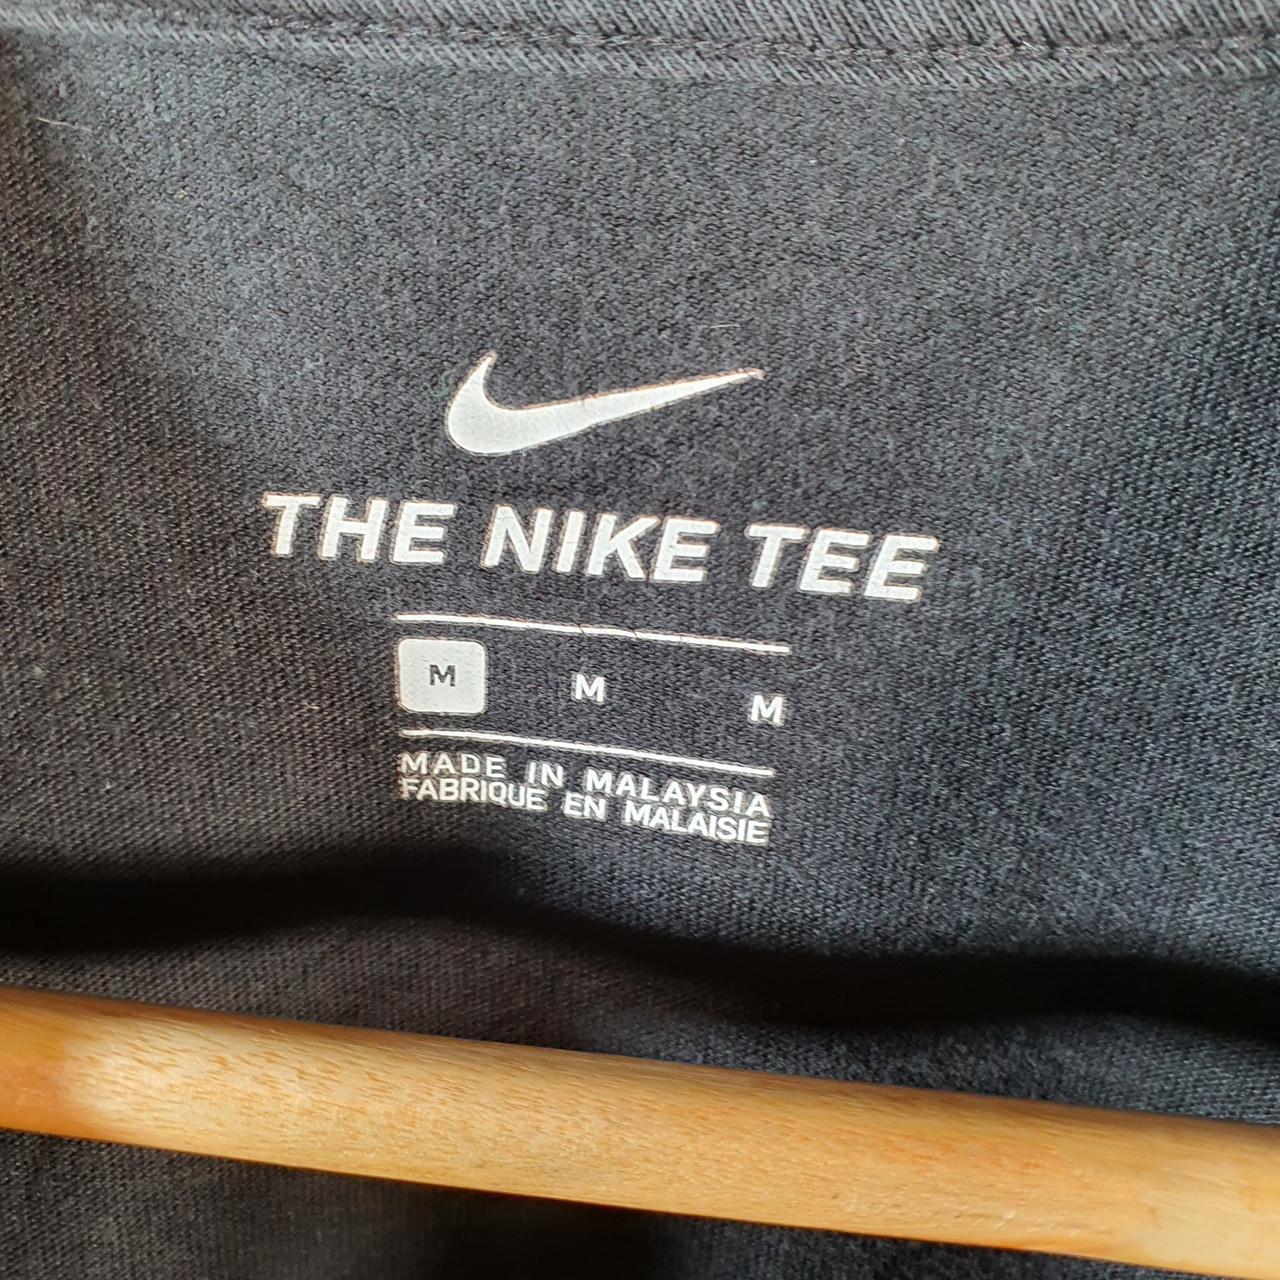 THE NIKE TEE
M M M
MADE IN MALAYSIA
FABRIQUE EN MALAISIE